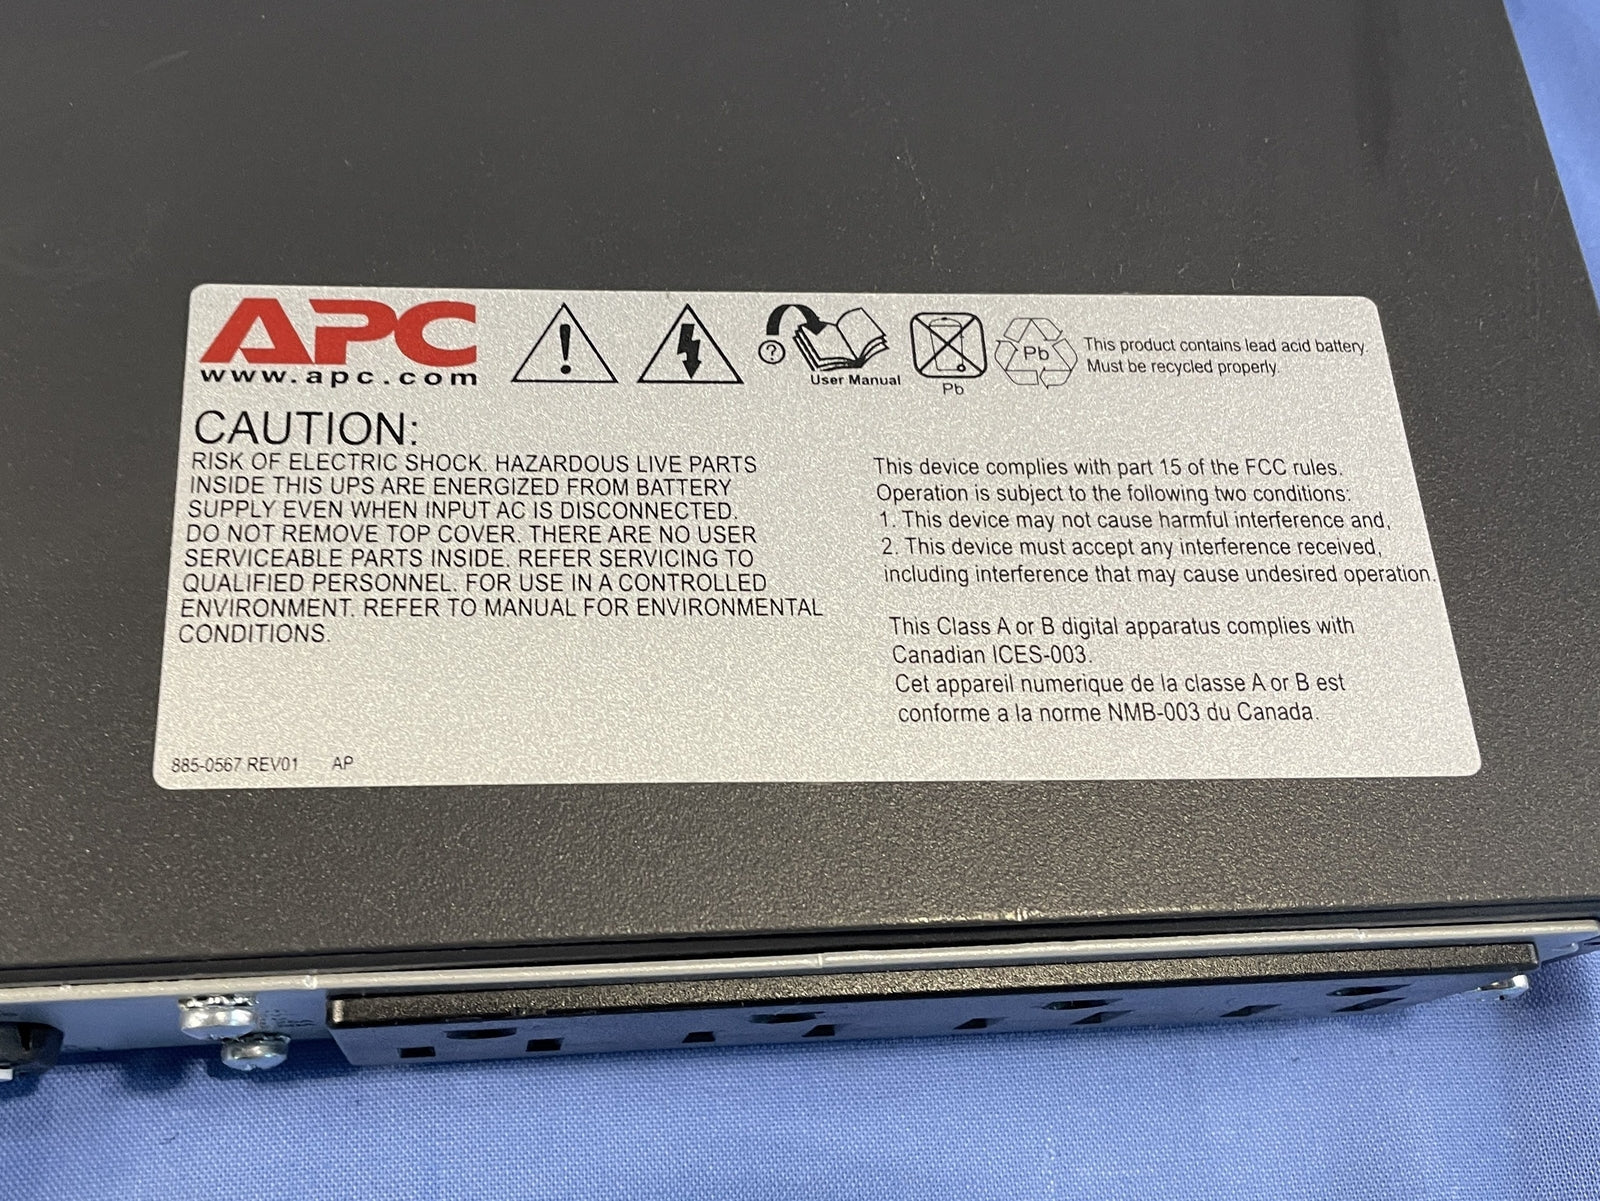 APC
www.apc.com
?
User Manual
Pb
Pb
This product contains lead acid battery.
Must be recycled properly.
CAUTION:
RISK OF ELECTRIC SHOCK. HAZARDOUS LIVE PARTS
INSIDE THIS UPS ARE ENERGIZED FROM BATTERY
SUPPLY EVEN WHEN INPUT AC IS DISCONNECTED.
DO NOT REMOVE TOP COVER. THERE ARE NO USER
SERVICEABLE PARTS INSIDE. REFER SERVICING TO
QUALIFIED PERSONNEL. FOR USE IN A CONTROLLED
ENVIRONMENT. REFER TO MANUAL FOR ENVIRONMENTAL
CONDITIONS.
This device complies with part 15 of the FCC rules.
Operation is subject to the following two conditions:
1. This device may not cause harmful interference and,
2. This device must accept any interference received,
including interference that may cause undesired operation.
This Class A or B digital apparatus complies with
Canadian ICES-003.
Cet appareil numerique de la classe A or B est
conforme a la norme NMB-003 du Canada.
885-0567 REV01 AP